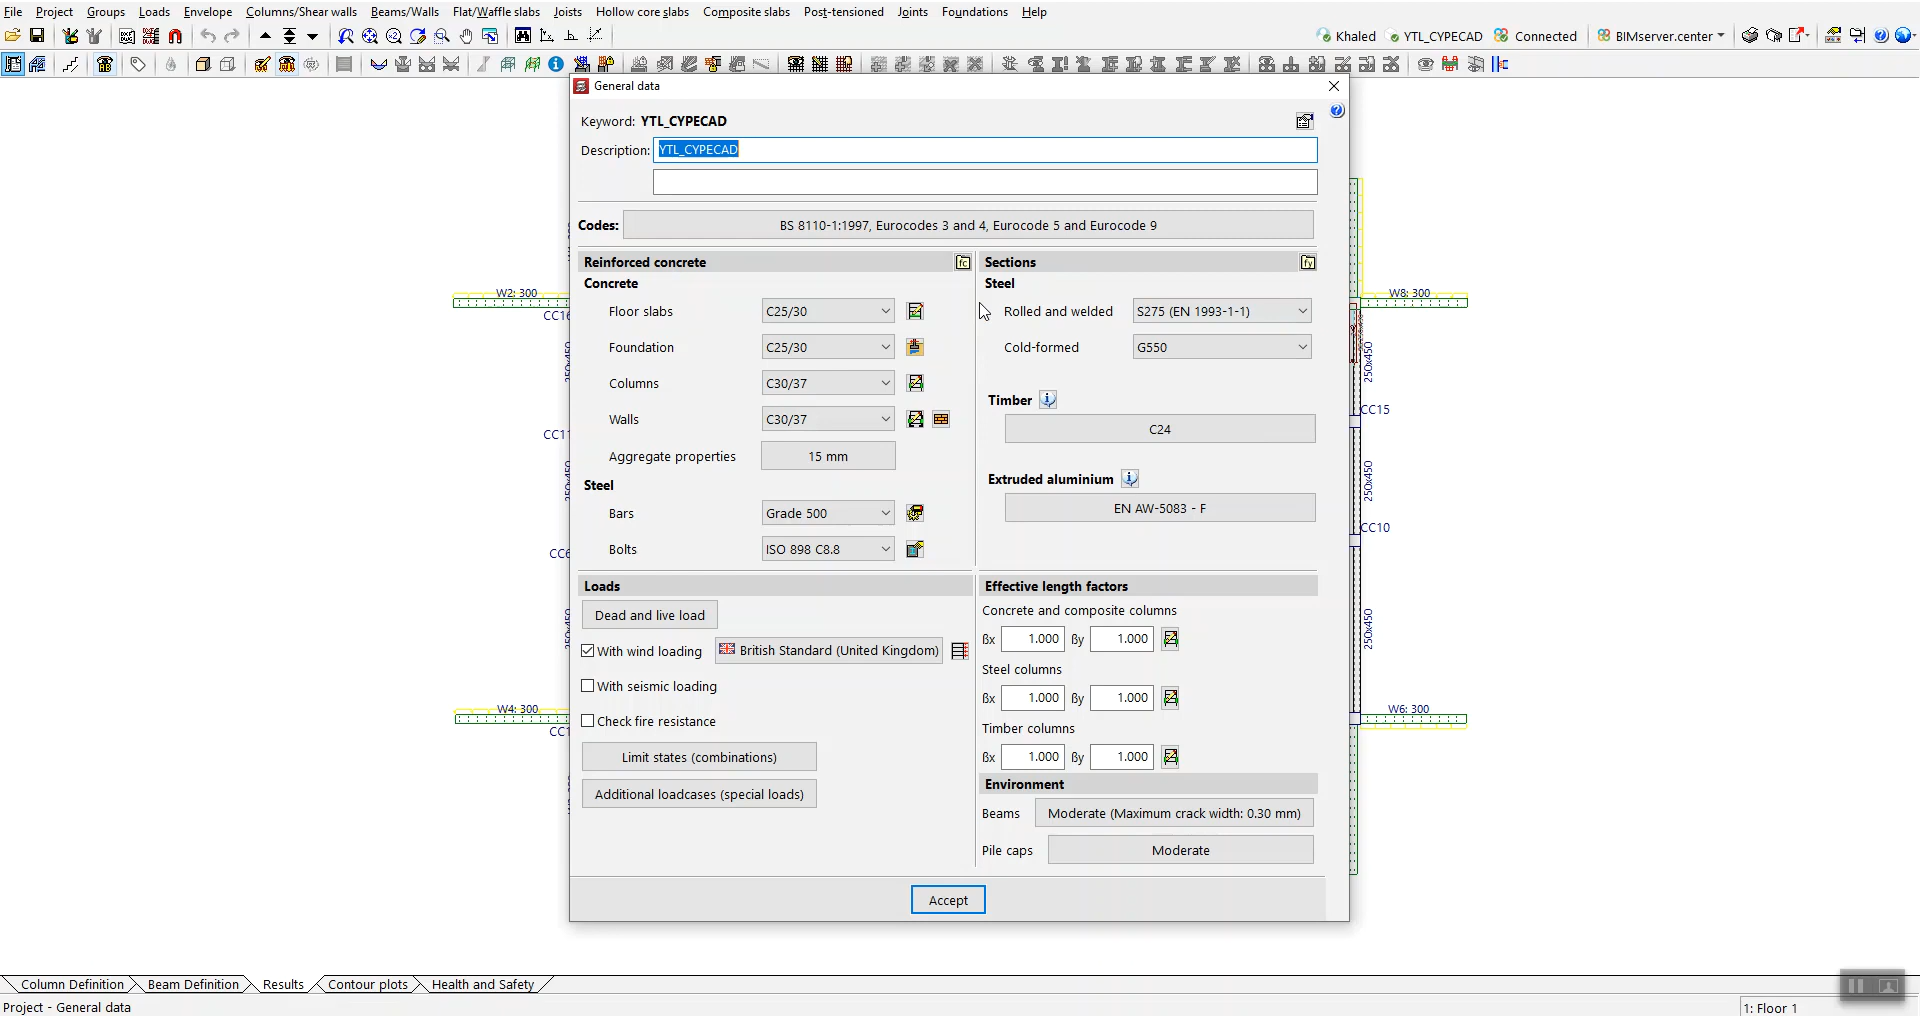 File Project Groups Loads Envelope Columns/Shear walls Beams/Walls Flat/Waffle slabs Joists Hollow core slabs Composite slabs Post-tensioned Joints Foundations Help
Khaled YTL_CYPECAD Connected BIMserver.center
General data
Keyword: YTL_CYPECAD
Description: YTL_CYPECAD
Codes: BS 8110-1:1997, Eurocodes 3 and 4, Eurocode 5 and Eurocode 9
Reinforced concrete
Concrete
Floor slabs C25/30
Foundation C25/30
Columns C30/37
Walls C30/37
Aggregate properties 15 mm
Steel
Bars Grade 500
Bolts ISO 898 C8.8
Sections
Steel
Rolled and welded S275 (EN 1993-1-1)
Cold-formed G550
Timber
C24
Extruded aluminium
EN AW-5083 - F
Loads
Dead and live load
With wind loading British Standard (United Kingdom)
With seismic loading
Check fire resistance
Limit states (combinations)
Additional loadcases (special loads)
Effective length factors
Concrete and composite columns
ßx 1.000 ßy 1.000
Steel columns
ßx 1.000 ßy 1.000
Timber columns
ßx 1.000 ßy 1.000
Environment
Beams Moderate (Maximum crack width: 0.30 mm)
Pile caps Moderate
Accept
W2: 300
W4: 300
W8: 300
250x450
CC15
250x450
CC10
250x450
W6: 300
Column Definition Beam Definition Results Contour plots Health and Safety
Project - General data
1: Floor 1